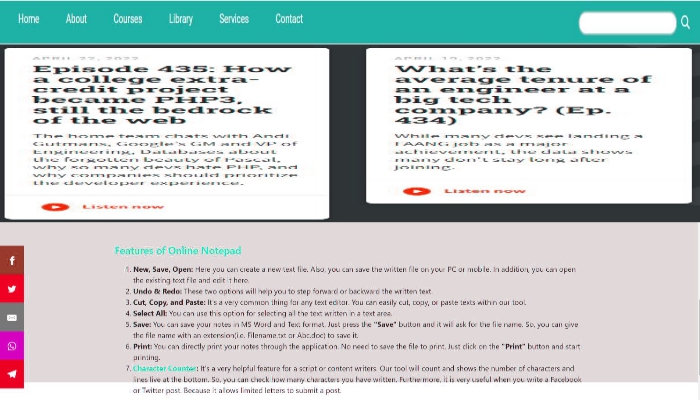 Home About Courses Library Services Contact
APRIL 22, 2022
Episode 435: How
a college extra-
credit project
became PHP3,
still the bedrock
of the web
The home team chats with Andi
Gutmans, Google's GM and VP of
Engineering, Databases about
the forgotten beauty of Pascal,
why so many devs hate PHP, and
why companies should prioritize
the developer experience.
Listen now
APRIL 19, 2022
What's the
average tenure of
an engineer at a
big tech
company? (Ep.
434)
While many devs see landing a
FAANG job as a major
achievement, the data shows
many don't stay long after
joining.
Listen now
Features of Online Notepad
1. New, Save, Open: Here you can create a new text file. Also, you can save the written file on your PC or mobile. In addition, you can open
the existing text file and edit it here.
2. Undo & Redo: These two options will help you to step forward or backward the written text
3. Cut, Copy, and Paste: It's a very common thing for any text editor. You can easily cut, copy, or paste texts within our tool.
4. Select All: You can use this option for selecting all the text written in a text area.
5. Save: You can save your notes in MS Word and Text format. Just press the "Save" button and it will ask for the file name. So, you can give
the file name with an extension(i.e. Filename.txt or Abc.doc) to save it.
6. Print: You can directly print your notes through the application. No need to save the file to print. Just click on the "Print" button and start
printing.
7. Character Counter: It's a very helpful feature for a script or content writers. Our tool will count and shows the number of characters and
lines live at the bottom. So, you can check how many characters you have written. Furthermore, it is very useful when you write a Facebook
or Twitter post. Because it allows limited letters to submit a post.